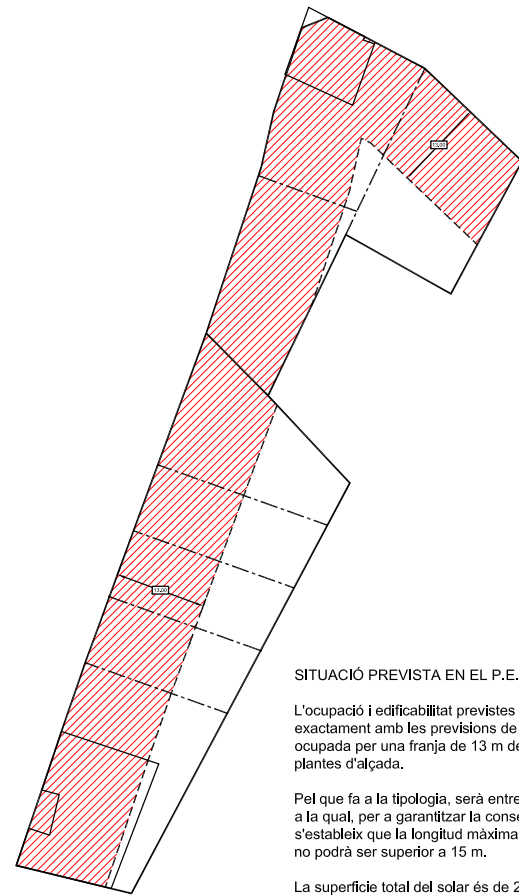 13,00
13,00
SITUACIÓ PREVISTA EN EL P.E.
L'ocupació i edificabilitat previstes
exactament amb les previsions de
ocupada per una franja de 13 m de
plantes d'alçada.
Pel que fa a la tipologia, serà entre
a la qual, per a garantitzar la conse
s'estableix que la longitud màxima
no podrà ser superior a 15 m.
La superficie total del solar és de 2